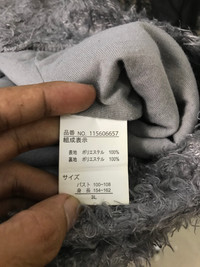 品番 NO. 115606657
組成表示
表地 ポリエステル 100%
裏地 ポリエステル 100%
サイズ
バスト 100-108
身長 154-162
3L